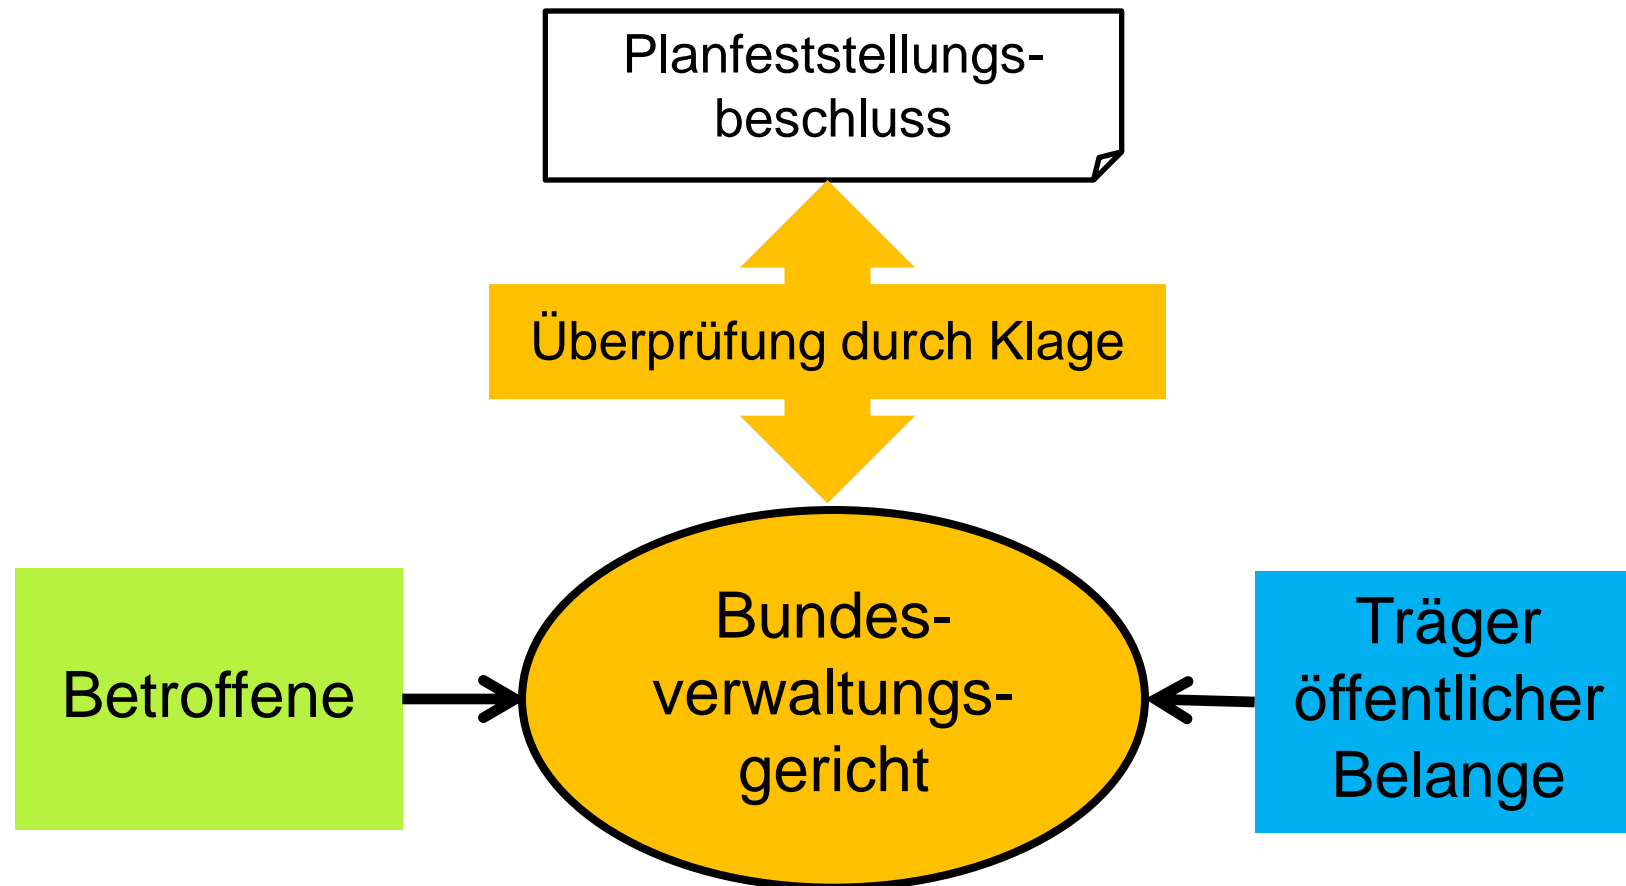 Planfeststellungs-
beschluss
Überprüfung durch Klage
Betroffene
Bundes-
verwaltungs-
gericht
Träger
öffentlicher
Belange